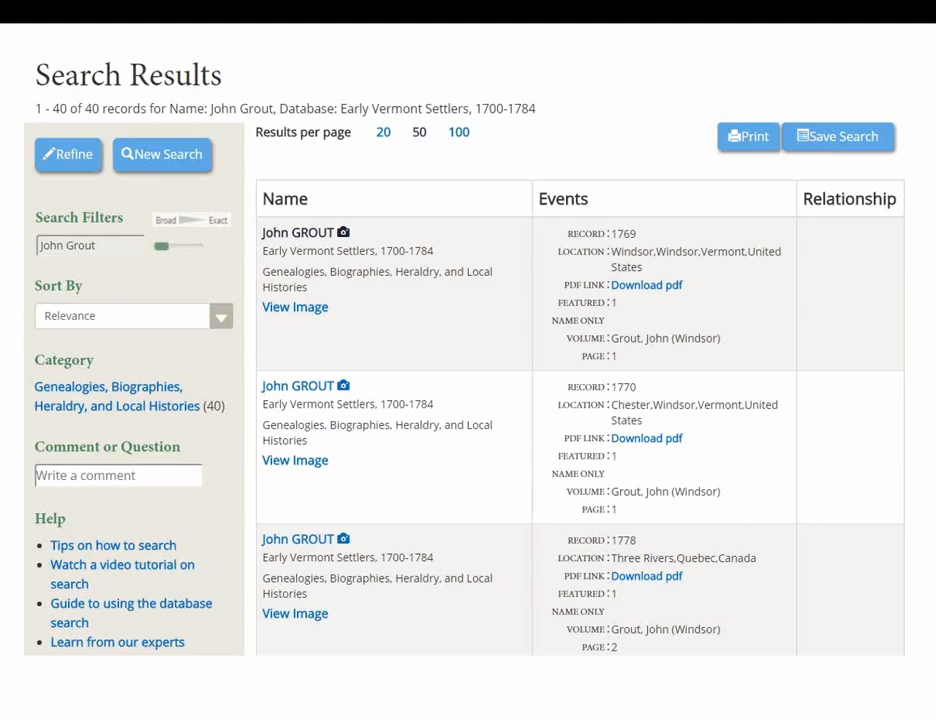 Search Results
1 - 40 of 40 records for Name: John Grout, Database: Early Vermont Settlers, 1700-1784
Results per page 20 50 100
Print
Save Search
Refine
New Search
Search Filters
Broad Exact
John Grout
Sort By
Relevance
Category
Genealogies, Biographies,
Heraldry, and Local Histories (40)
Comment or Question
Write a comment
Help
Tips on how to search
Watch a video tutorial on
search
Guide to using the database
search
Learn from our experts
Name Events Relationship
John GROUT
Early Vermont Settlers, 1700-1784
Genealogies, Biographies, Heraldry, and Local
Histories
View Image
RECORD: 1769
LOCATION: Windsor,Windsor,Vermont,United
States
PDF LINK: Download pdf
FEATURED: 1
NAME ONLY
VOLUME: Grout, John (Windsor)
PAGE: 1
John GROUT
Early Vermont Settlers, 1700-1784
Genealogies, Biographies, Heraldry, and Local
Histories
View Image
RECORD: 1770
LOCATION: Chester,Windsor,Vermont,United
States
PDF LINK: Download pdf
FEATURED: 1
NAME ONLY
VOLUME: Grout, John (Windsor)
PAGE: 1
John GROUT
Early Vermont Settlers, 1700-1784
Genealogies, Biographies, Heraldry, and Local
Histories
View Image
RECORD: 1778
LOCATION: Three Rivers,Quebec,Canada
PDF LINK: Download pdf
FEATURED: 1
NAME ONLY
VOLUME: Grout, John (Windsor)
PAGE: 2